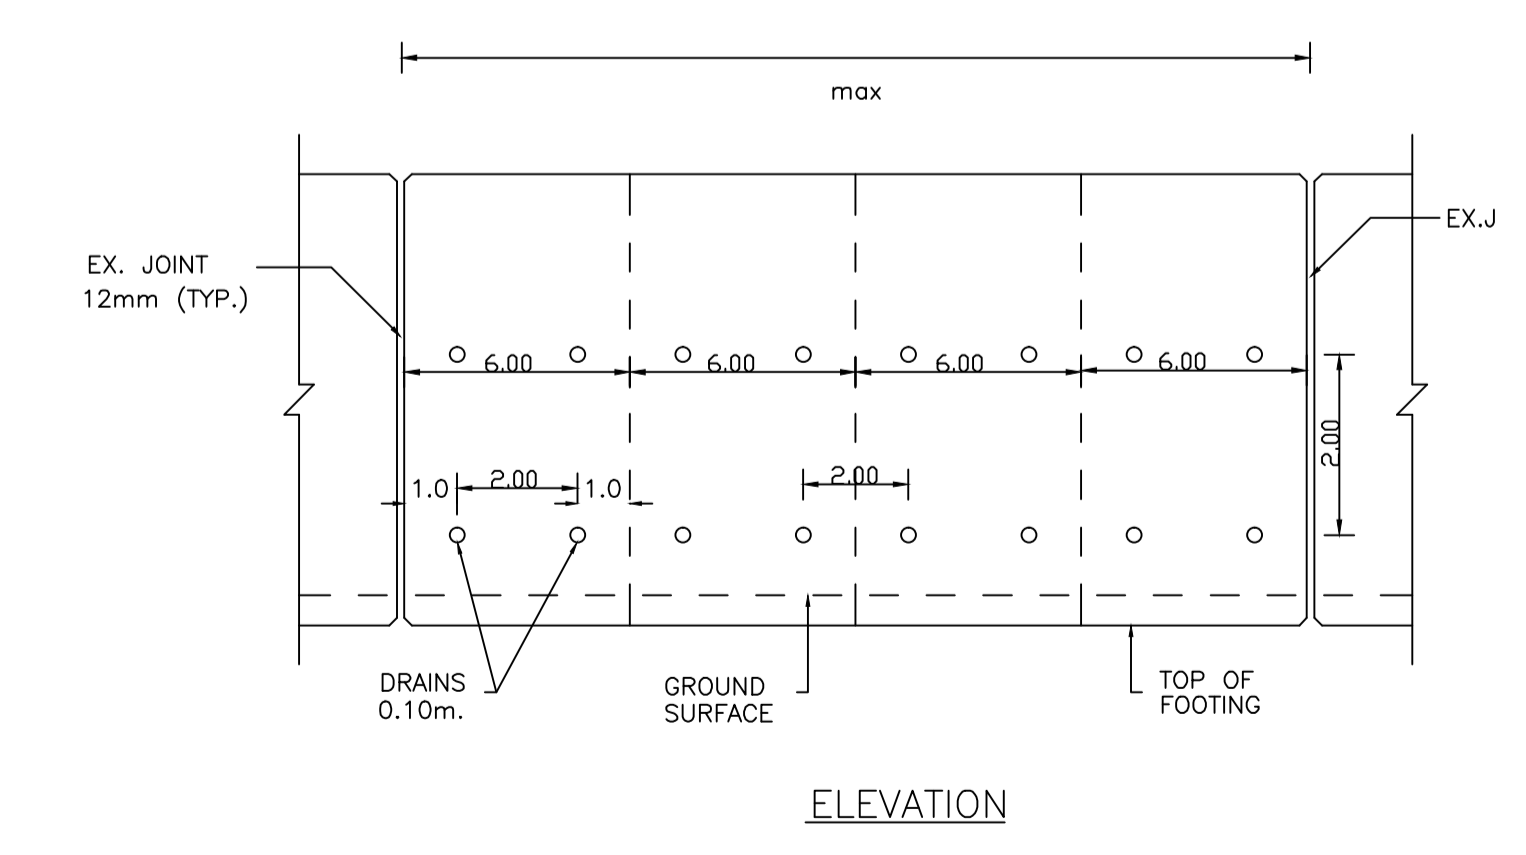 max
EX.J
EX. JOINT
12mm (TYP.)
6.00
6.00
6.00
6.00
2.00
1.0
2.00
1.0
2.00
DRAINS
0.10m.
GROUND
SURFACE
TOP OF
FOOTING
ELEVATION